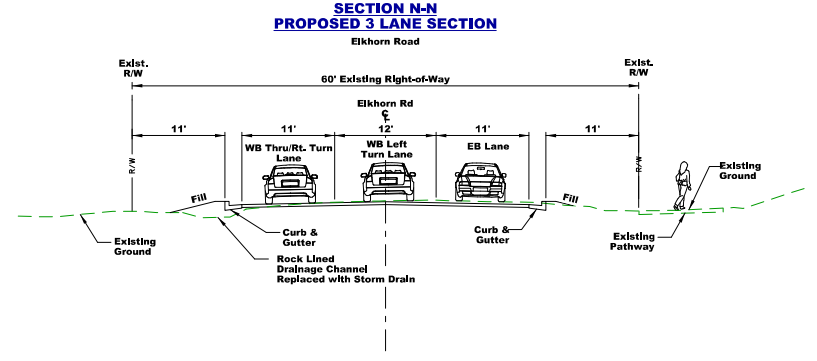 SECTION N-N
PROPOSED 3 LANE SECTION
Elkhorn Road
Exist.
R/W
Exist.
R/W
60' Existing Right-of-Way
Elkhorn Rd
℄
11'
11'
12'
11'
11'
WB Thru/Rt. Turn
Lane
WB Left
Turn Lane
EB Lane
R/W
R/W
Existing
Ground
Fill
Fill
Existing
Ground
Curb &
Gutter
Curb &
Gutter
Existing
Pathway
Rock Lined
Drainage Channel
Replaced with Storm Drain